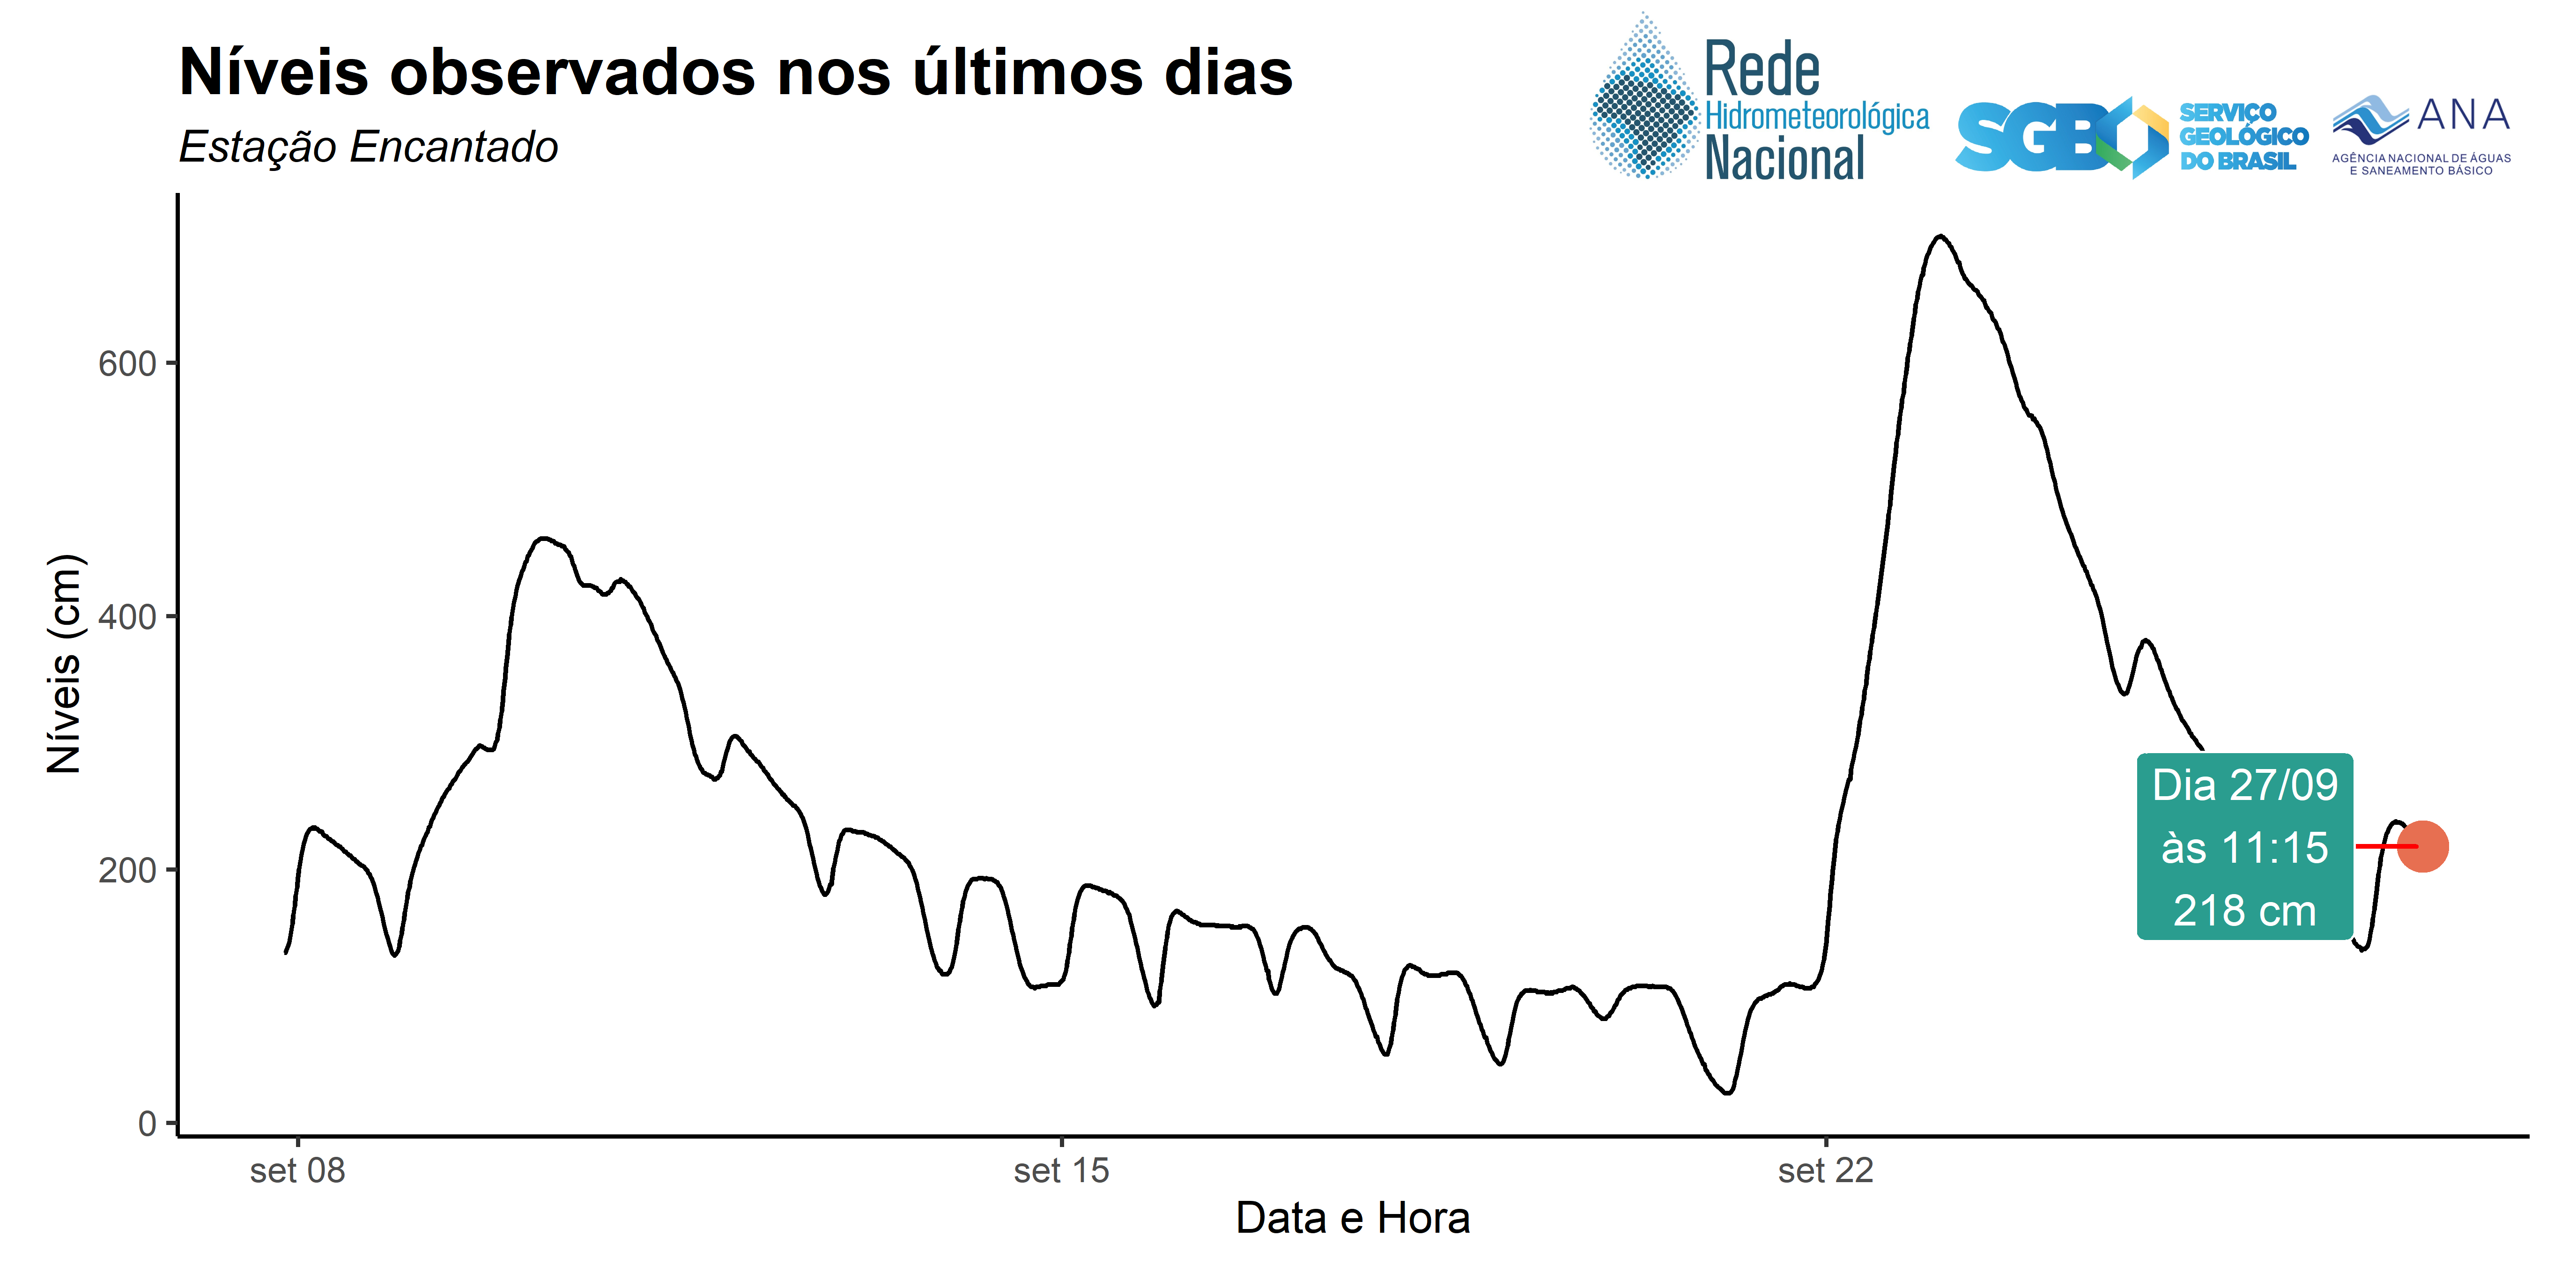 Níveis observados nos últimos dias
Estação Encantado
Rede
Hidrometeorológica
Nacional
SGB
SERVIÇO
GEOLÓGICO
DO BRASIL
ANA
AGÊNCIA NACIONAL DE ÁGUAS
E SANEAMENTO BÁSICO
Níveis (cm)
600
400
200
0
Dia 27/09
às 11:15
218 cm
set 08
set 15
set 22
Data e Hora